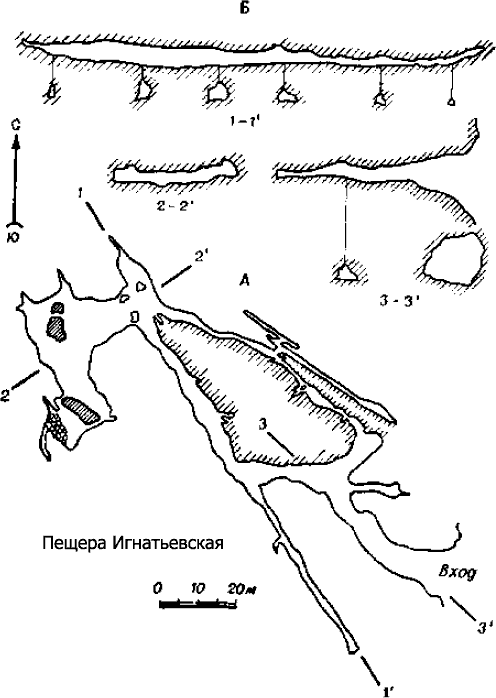 Б
1-1'
С
Ю
2-2'
3-3'
1
2'
А
2
3
Пещера Игнатьевская
0 10 20м
Вход
3'
1'